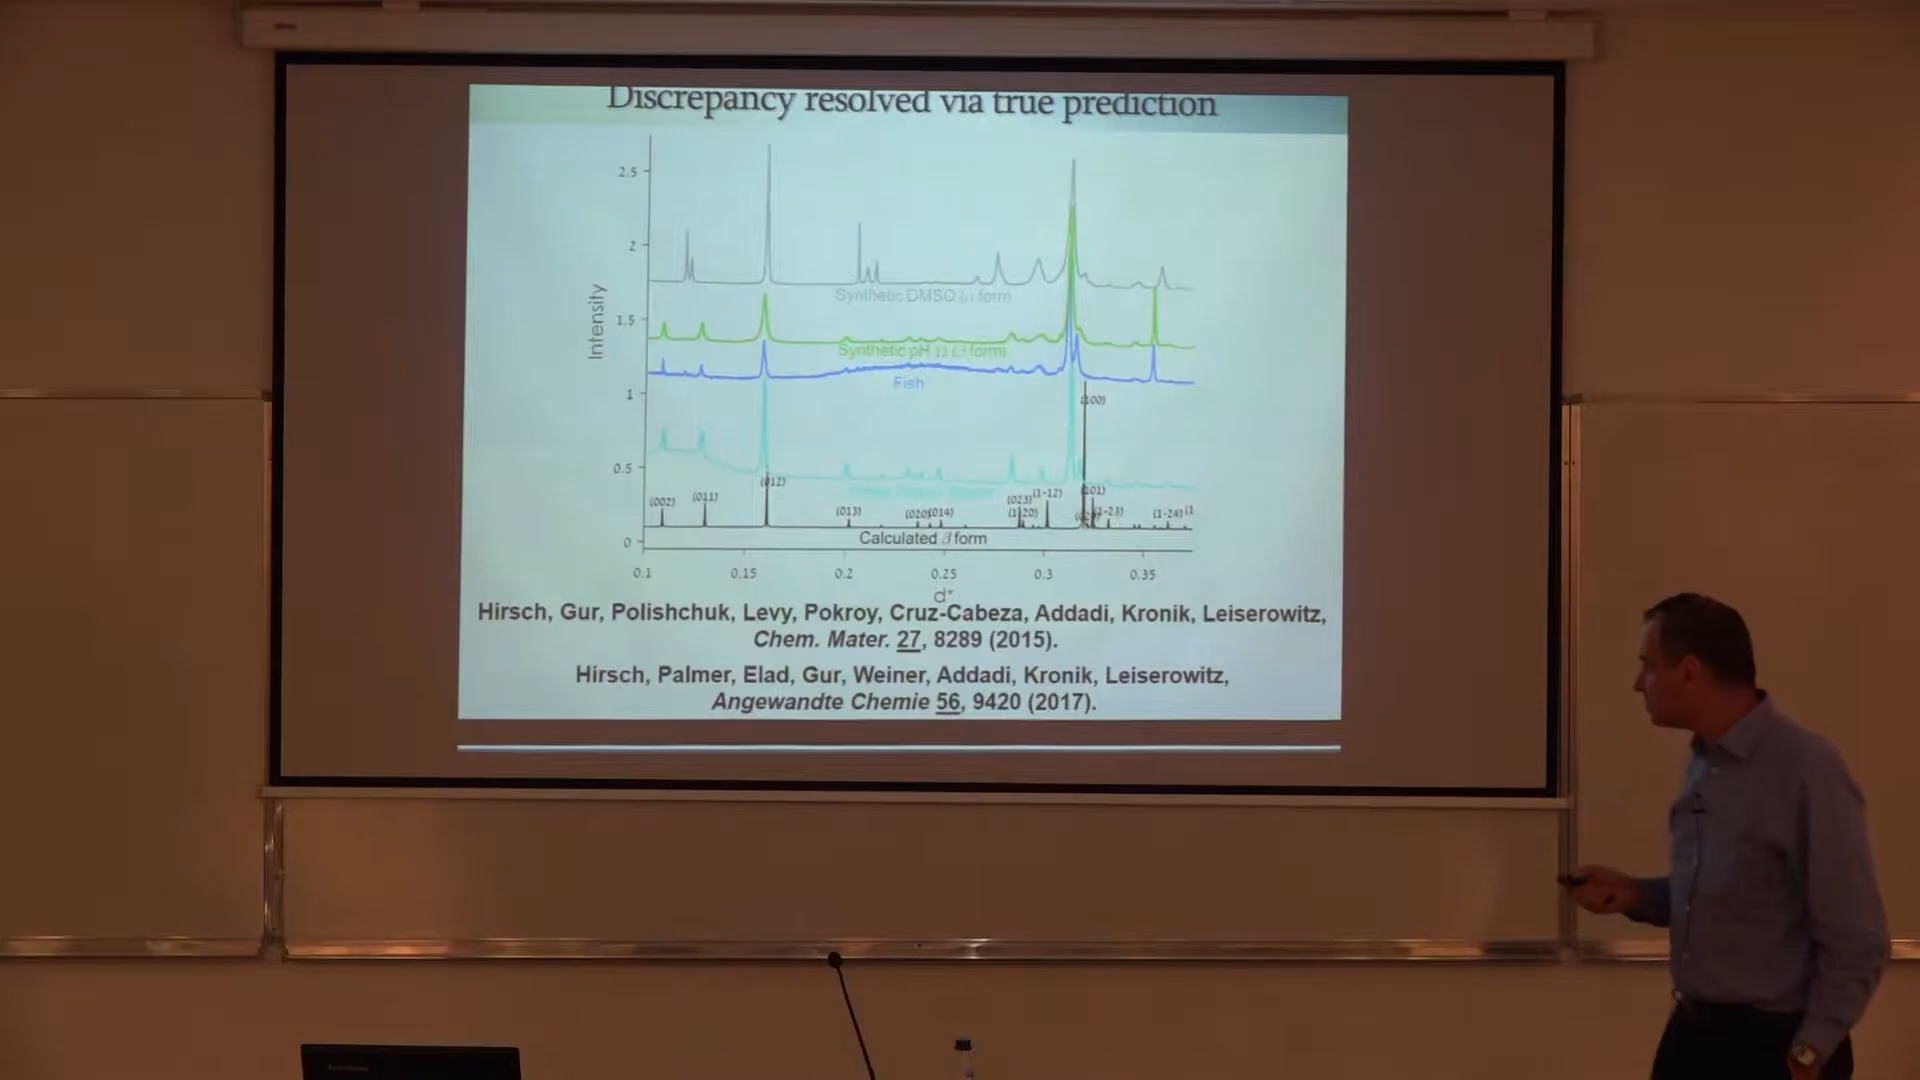 Discrepancy resolved via true prediction
2.5
2
1.5
1
0.5
0
Intensity
Synthetic DMSO (α form)
Synthetic pH 12 (β form)
Fish
(100)
(012)
(002)
(011)
(013)
(014)
(023)
(1-12)
(1-20)
(101)
(1-23)
(1-24)
Calculated β form
0.1 0.15 0.2 0.25 0.3 0.35
d*
Hirsch, Gur, Polishchuk, Levy, Pokroy, Cruz-Cabeza, Addadi, Kronik, Leiserowitz,
Chem. Mater. 27, 8289 (2015).
Hirsch, Palmer, Elad, Gur, Weiner, Addadi, Kronik, Leiserowitz,
Angewandte Chemie 56, 9420 (2017).